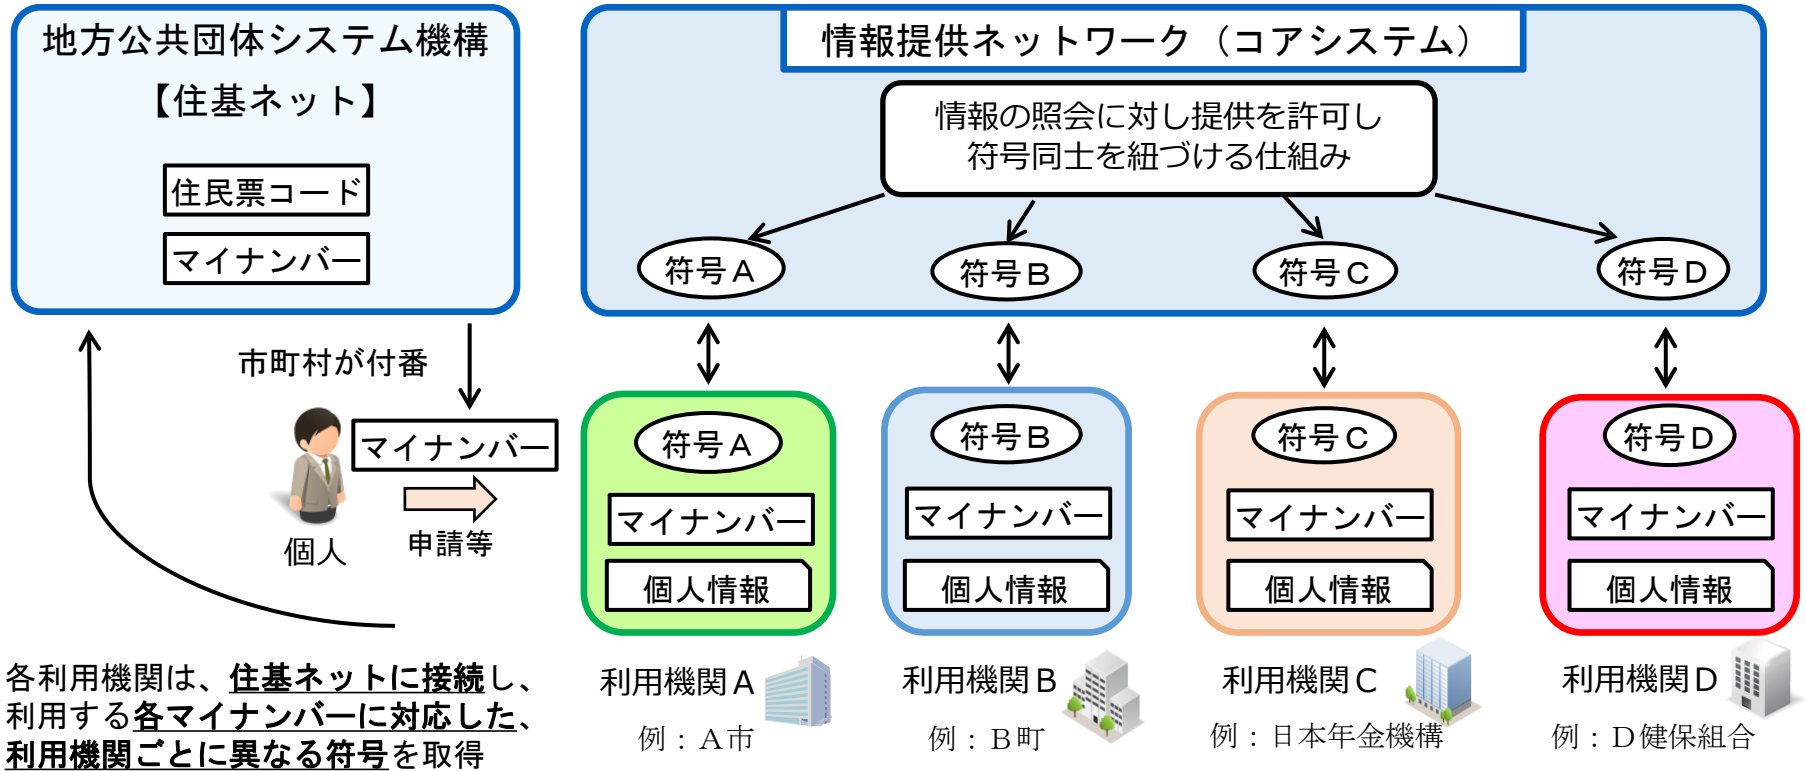 地方公共団体システム機構
【住基ネット】
住民票コード
マイナンバー
市町村が付番
マイナンバー
個人
申請等
各利用機関は、住基ネットに接続し、
利用する各マイナンバーに対応した、
利用機関ごとに異なる符号を取得
情報提供ネットワーク（コアシステム）
情報の照会に対し提供を許可し
符号同士を紐づける仕組み
符号Ａ
符号Ｂ
符号Ｃ
符号Ｄ
符号Ａ
マイナンバー
個人情報
利用機関Ａ
例：Ａ市
符号Ｂ
マイナンバー
個人情報
利用機関Ｂ
例：Ｂ町
符号Ｃ
マイナンバー
個人情報
利用機関Ｃ
例：日本年金機構
符号Ｄ
マイナンバー
個人情報
利用機関Ｄ
例：Ｄ健保組合